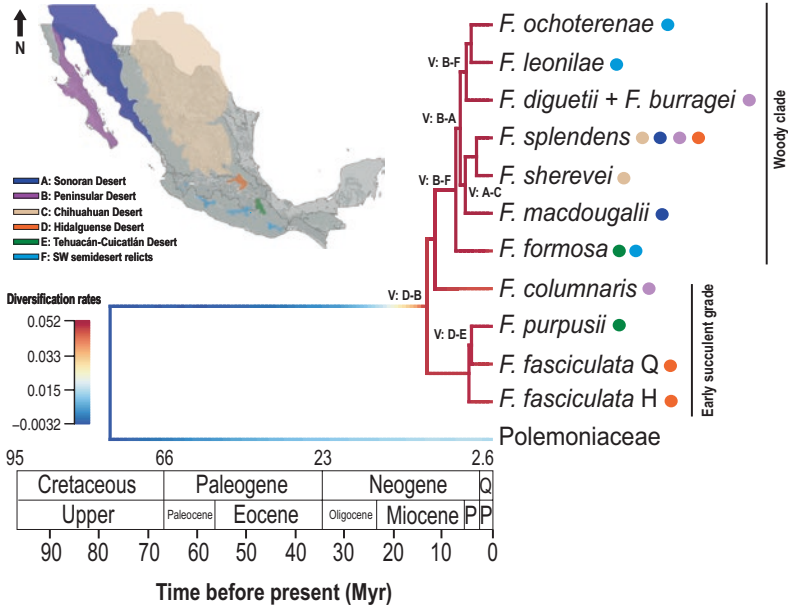 N
A: Sonoran Desert
B: Peninsular Desert
C: Chihuahuan Desert
D: Hidalguense Desert
E: Tehuacán-Cuicatlán Desert
F: SW semidesert relicts
Diversification rates
0.052
0.033
0.015
−0.0032
V: B-F
V: B-A
V: B-F
V: A-C
V: D-B
V: D-E
F. ochoterenae
F. leonilae
F. diguetii + F. burragei
F. splendens
F. sherevei
F. macdougalii
F. formosa
F. columnaris
F. purpusii
F. fasciculata Q
F. fasciculata H
Polemoniaceae
Woody clade
Early succulent grade
95 66 23 2.6
Cretaceous Paleogene Neogene Q
Upper Paleocene Eocene Oligocene Miocene P P
90 80 70 60 50 40 30 20 10 0
Time before present (Myr)